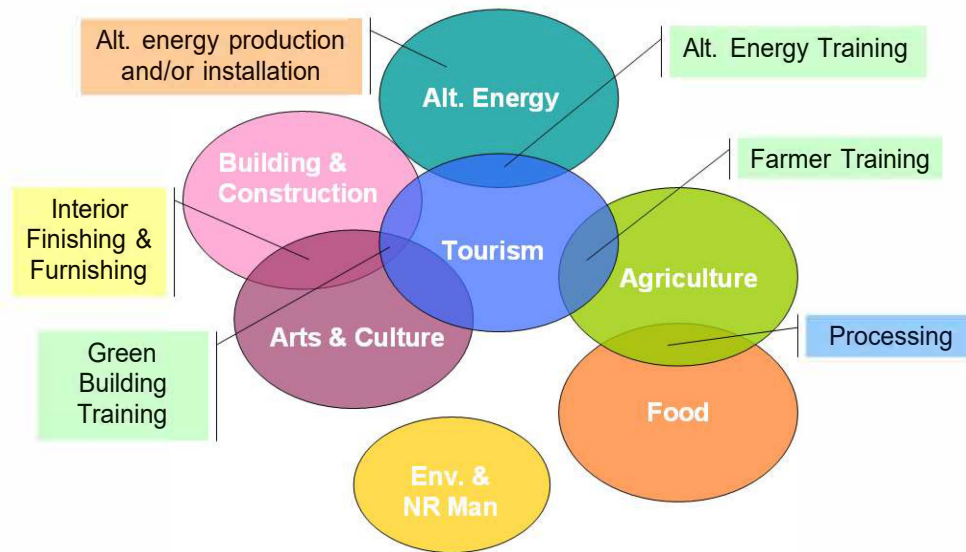 Alt. energy production
and/or installation
Alt. Energy Training
Alt. Energy
Building &
Construction
Farmer Training
Interior
Finishing &
Furnishing
Tourism
Agriculture
Arts & Culture
Processing
Green
Building
Training
Food
Env. &
NR Man